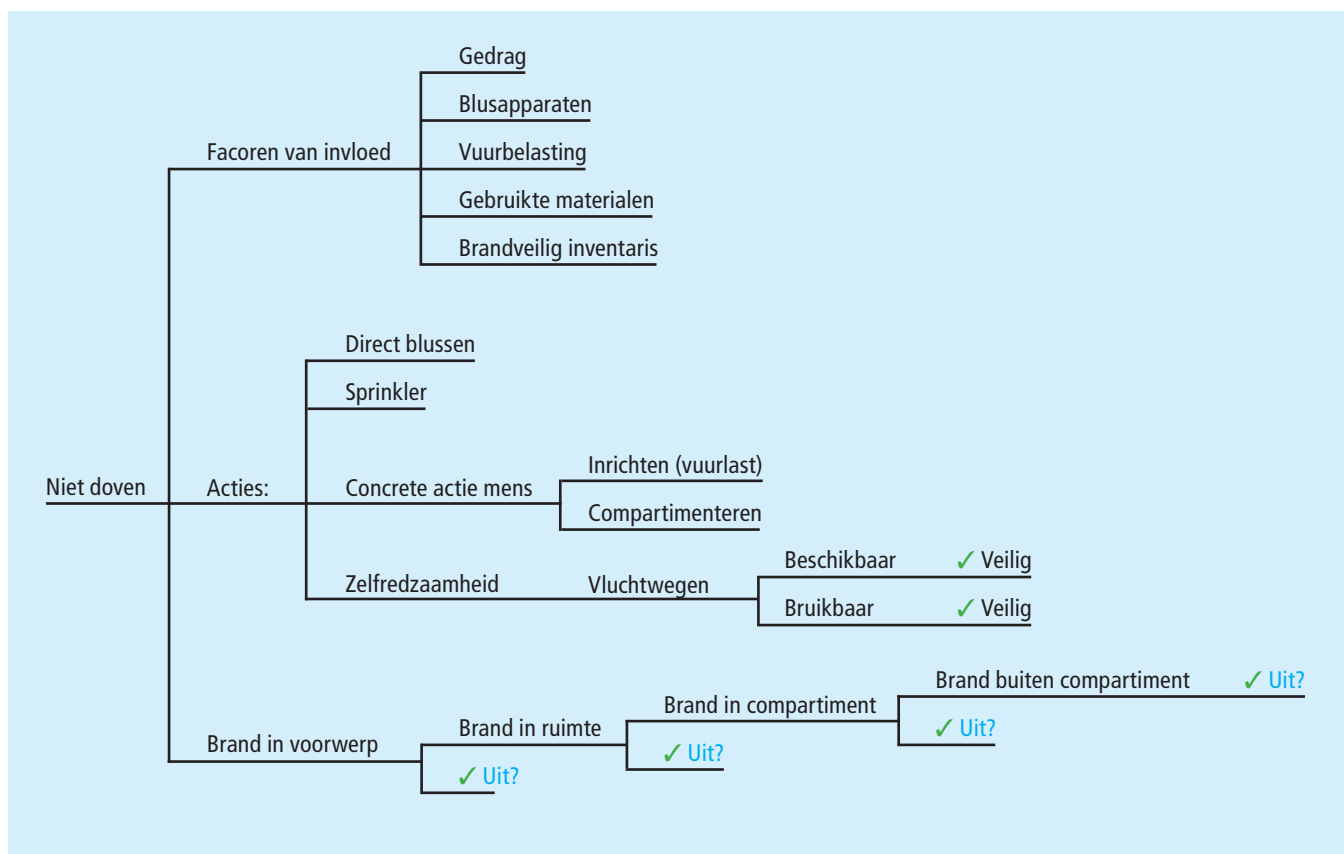 Gedrag
Blusapparaten
Facoren van invloed
Vuurbelasting
Gebruikte materialen
Brandveilig inventaris
Direct blussen
Sprinkler
Niet doven
Acties:
Concrete actie mens
Inrichten (vuurlast)
Compartimenteren
Zelfredzaamheid
Vluchtwegen
Beschikbaar ✓ Veilig
Bruikbaar ✓ Veilig
Brand in voorwerp
Brand in ruimte
Brand in compartiment
Brand buiten compartiment ✓ Uit?
✓ Uit?
✓ Uit?
✓ Uit?